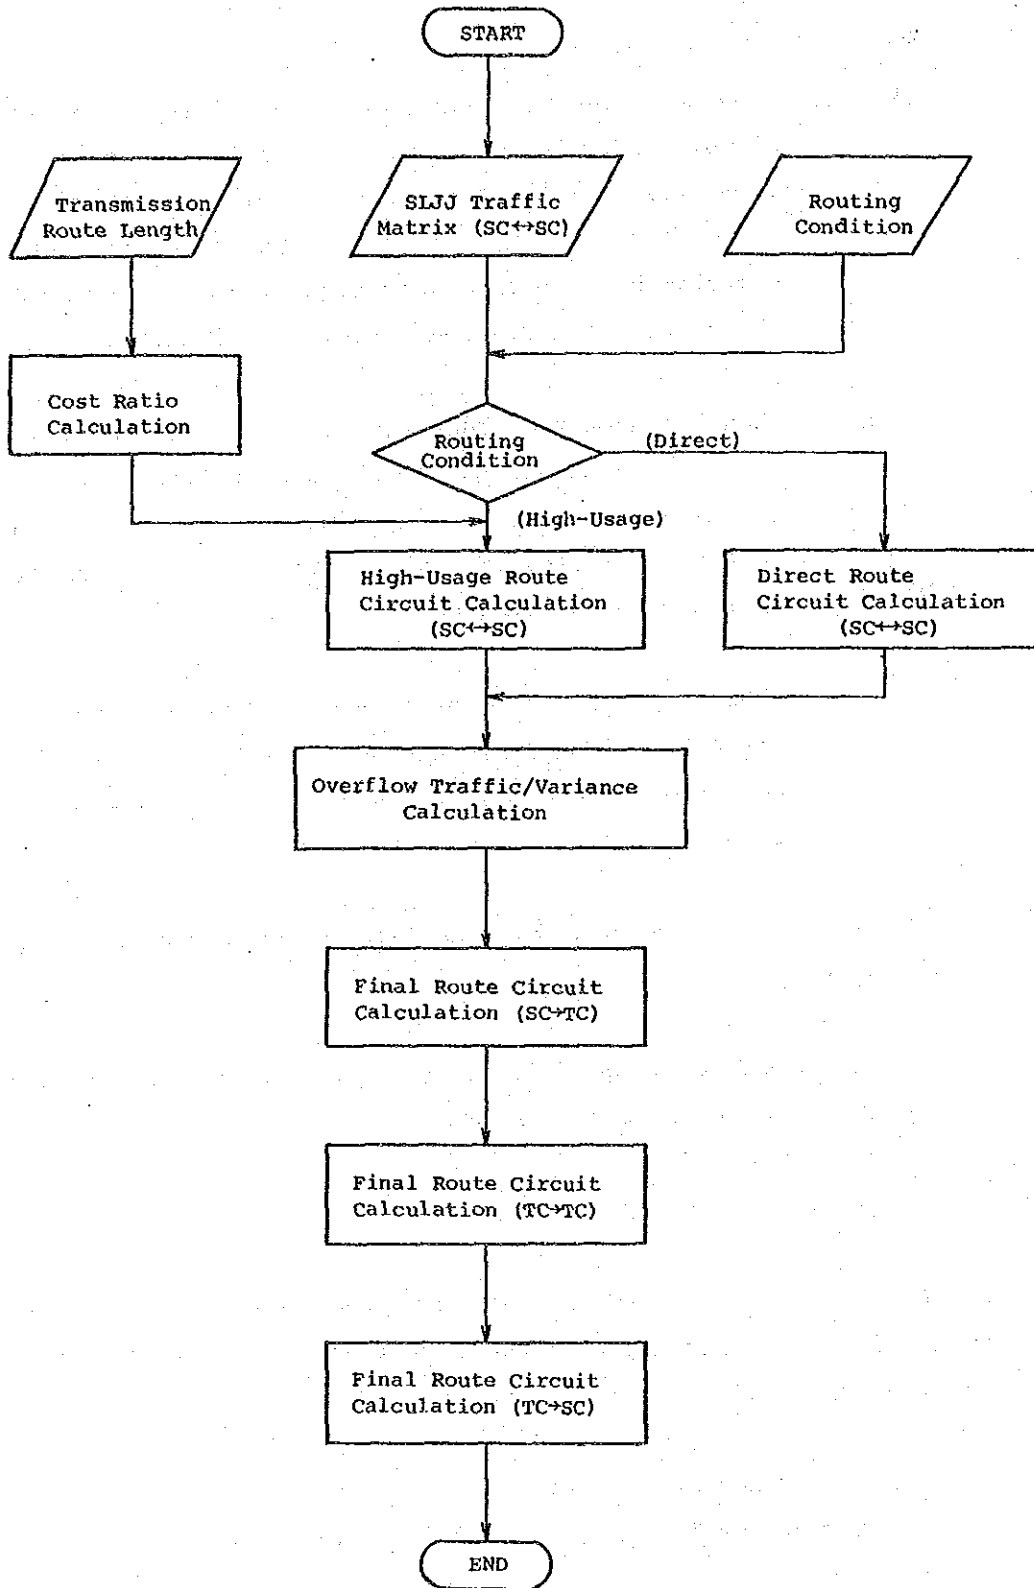 START
Transmission
Route Length
SLJJ Traffic
Matrix (SC↔SC)
Routing
Condition
Cost Ratio
Calculation
Routing
Condition
(Direct)
(High-Usage)
High-Usage Route
Circuit Calculation
(SC↔SC)
Direct Route
Circuit Calculation
(SC↔SC)
Overflow Traffic/Variance
Calculation
Final Route Circuit
Calculation (SC→TC)
Final Route Circuit
Calculation (TC→TC)
Final Route Circuit
Calculation (TC→SC)
END